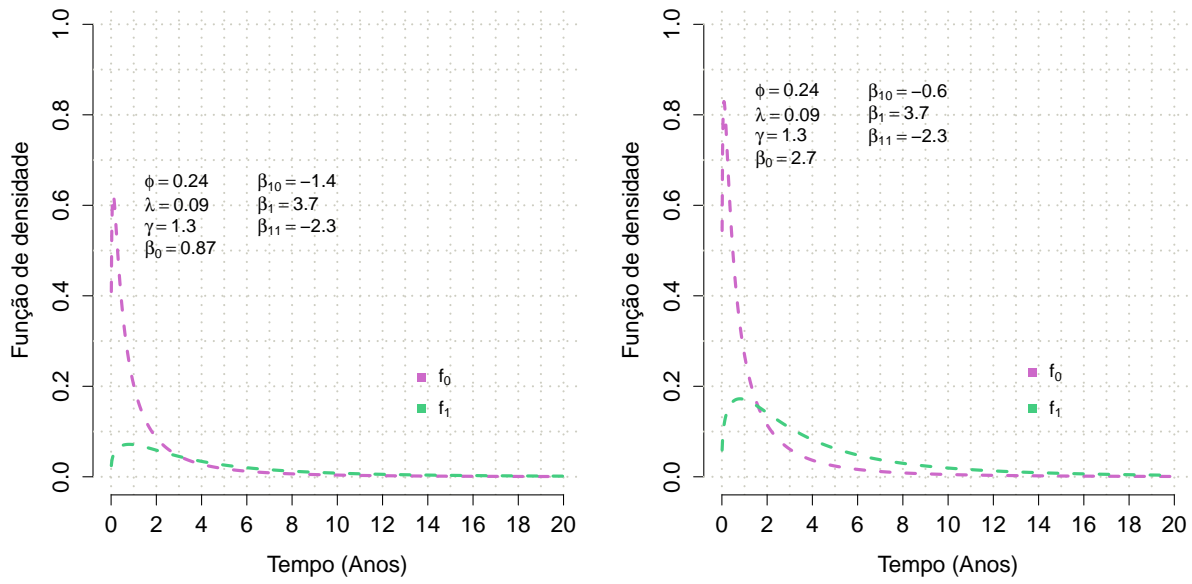 1.0
0.8
0.6
0.4
0.2
0.0
Função de densidade
ϕ = 0.24
λ = 0.09
γ = 1.3
β₀ = 0.87
β₁₀ = −1.4
β₁ = 3.7
β₁₁ = −2.3
f₀
f₁
0 2 4 6 8 10 12 14 16 18 20
Tempo (Anos)
1.0
0.8
0.6
0.4
0.2
0.0
Função de densidade
ϕ = 0.24
λ = 0.09
γ = 1.3
β₀ = 2.7
β₁₀ = −0.6
β₁ = 3.7
β₁₁ = −2.3
f₀
f₁
0 2 4 6 8 10 12 14 16 18 20
Tempo (Anos)